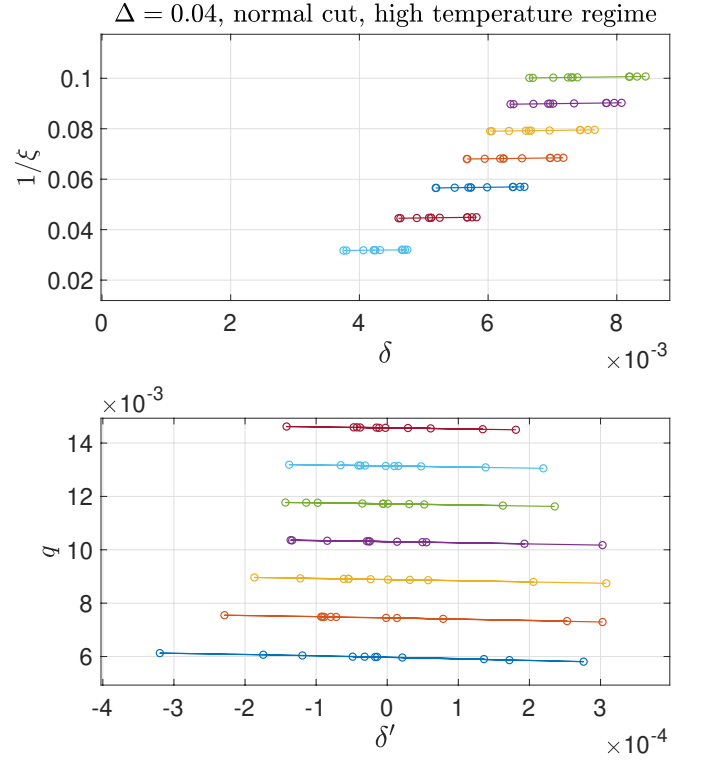 Δ = 0.04, normal cut, high temperature regime
0.1
0.08
0.06
0.04
0.02
1/ξ
0 2 4 6 8
δ
×10⁻³
×10⁻³
14
12
10
8
6
q
-4 -3 -2 -1 0 1 2 3
δ′
×10⁻⁴